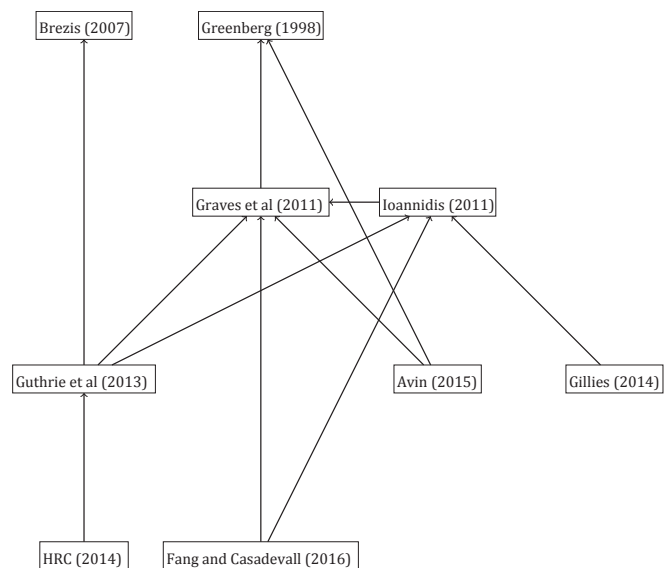 Brezis (2007)
Greenberg (1998)
Graves et al (2011)
Ioannidis (2011)
Guthrie et al (2013)
Avin (2015)
Gillies (2014)
HRC (2014)
Fang and Casadevall (2016)